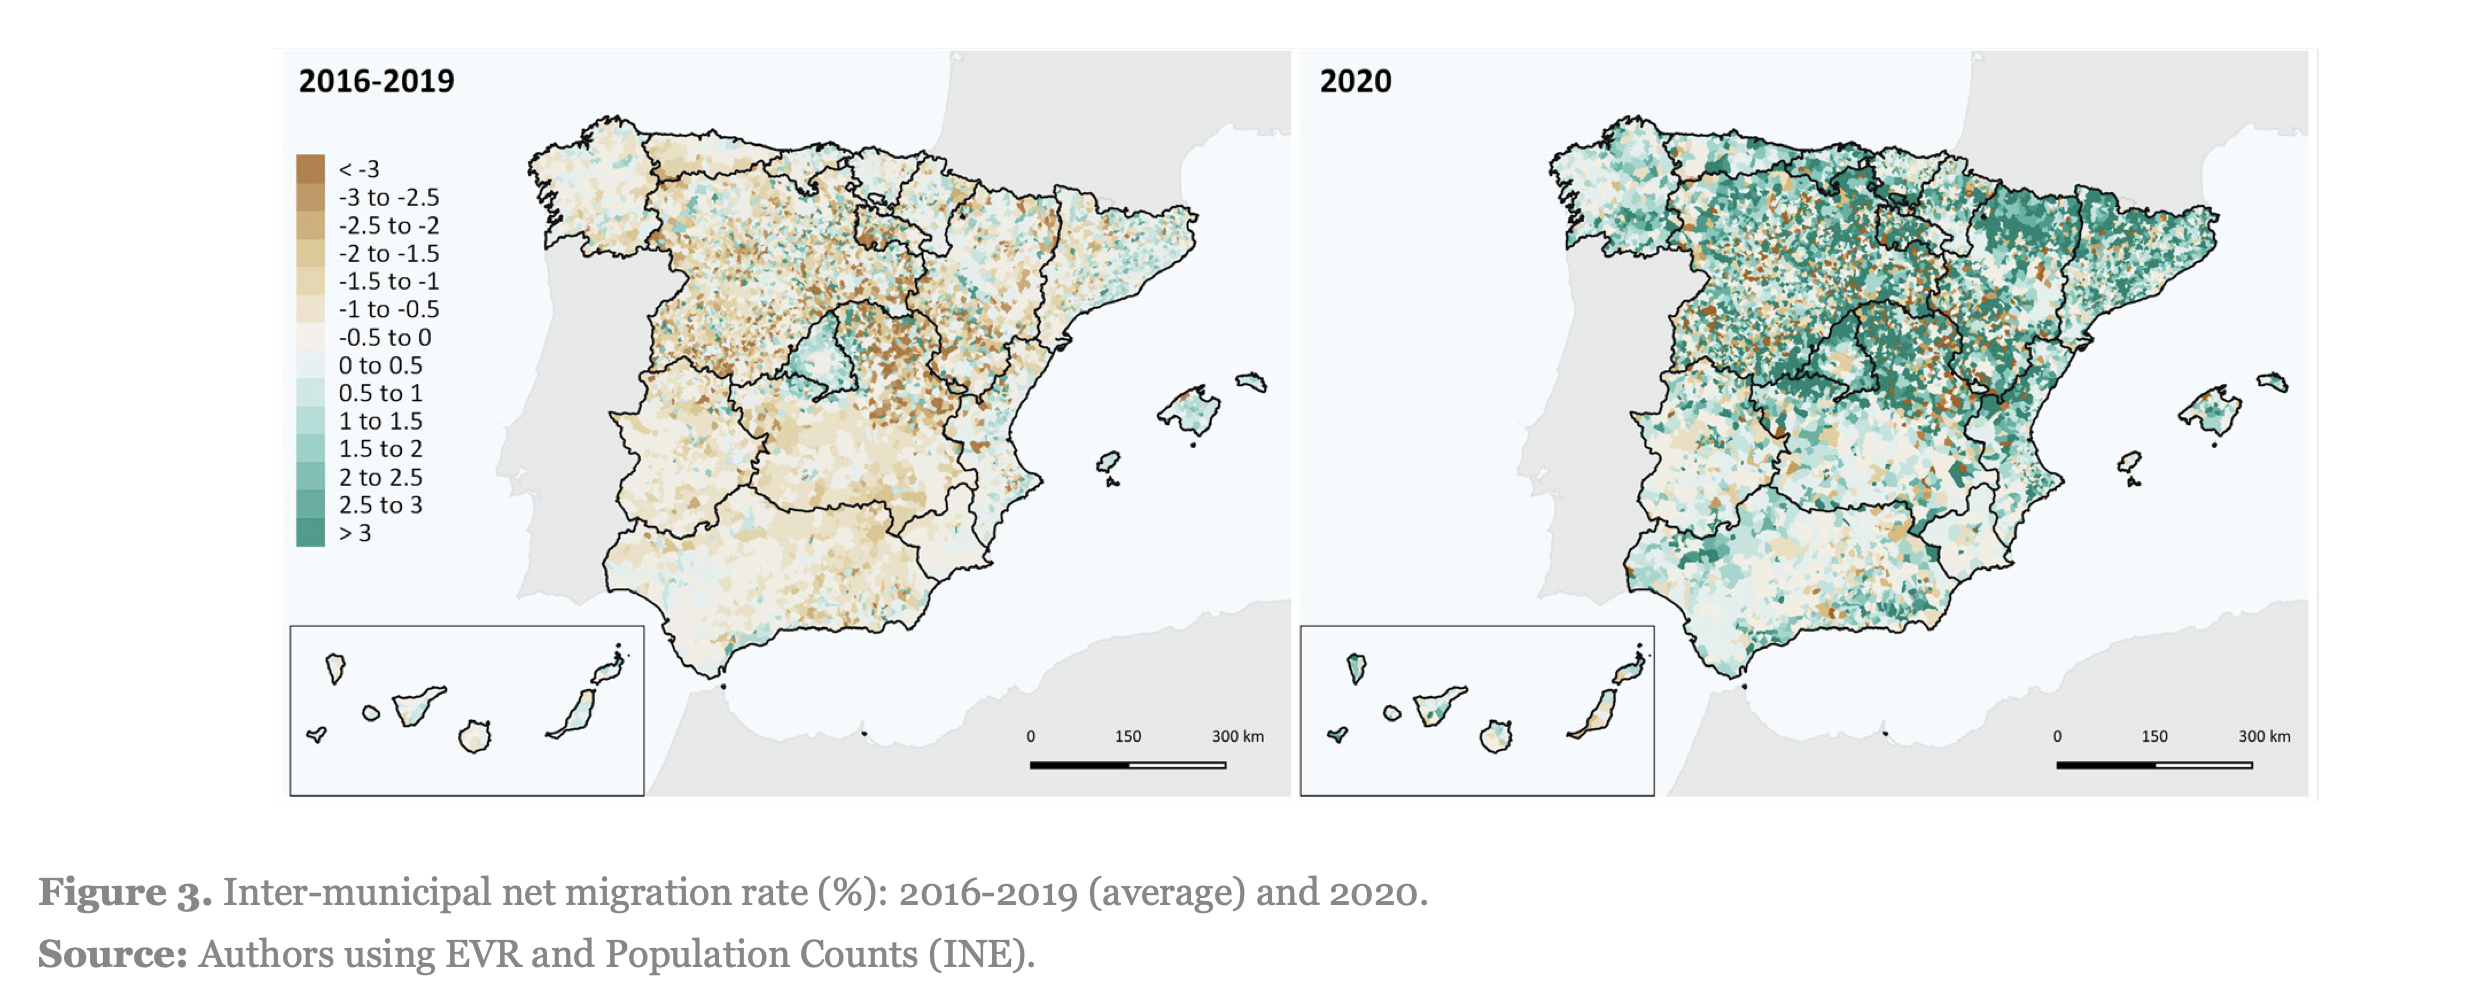 2016-2019
< -3
-3 to -2.5
-2.5 to -2
-2 to -1.5
-1.5 to -1
-1 to -0.5
-0.5 to 0
0 to 0.5
0.5 to 1
1 to 1.5
1.5 to 2
2 to 2.5
2.5 to 3
> 3
0 150 300 km
2020
0 150 300 km
Figure 3. Inter-municipal net migration rate (%): 2016-2019 (average) and 2020.
Source: Authors using EVR and Population Counts (INE).